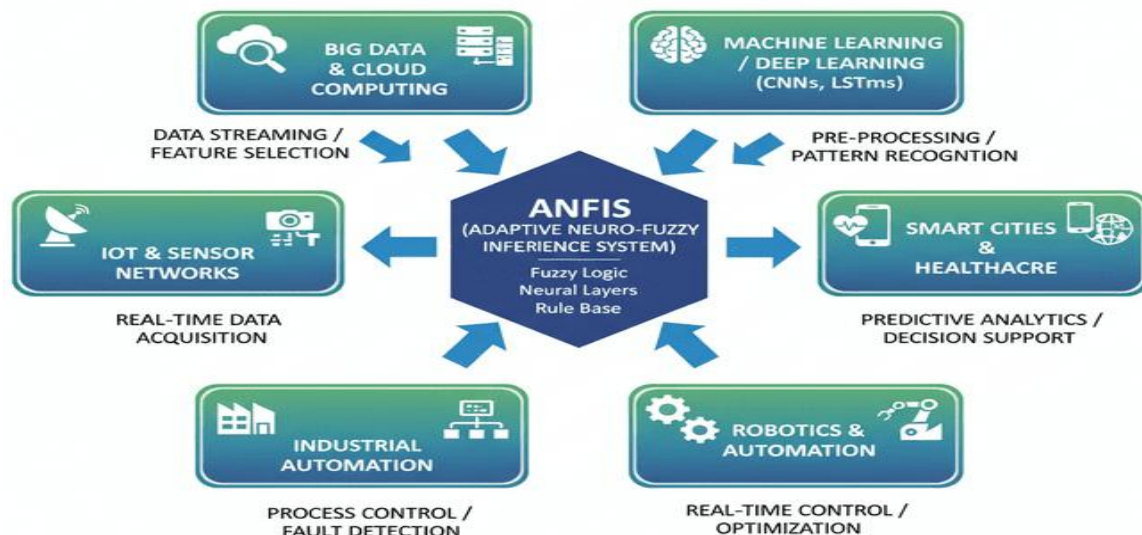 BIG DATA
& CLOUD
COMPUTING
MACHINE LEARNING
/ DEEP LEARNING
(CNNs, LSTms)
DATA STREAMING /
FEATURE SELECTION
PRE-PROCESSING /
PATTERN RECOGNTION
ANFIS
(ADAPTIVE NEURO-FUZZY
INFERIENCE SYSTEM)
Fuzzy Logic
Neural Layers
Rule Base
IOT & SENSOR
NETWORKS
SMART CITIES
&
HEALTHACRE
REAL-TIME DATA
ACQUISITION
PREDICTIVE ANALYTICS /
DECISION SUPPORT
INDUSTRIAL
AUTOMATION
ROBOTICS &
AUTOMATION
PROCESS CONTROL /
FAULT DETECTION
REAL-TIME CONTROL /
OPTIMIZATION